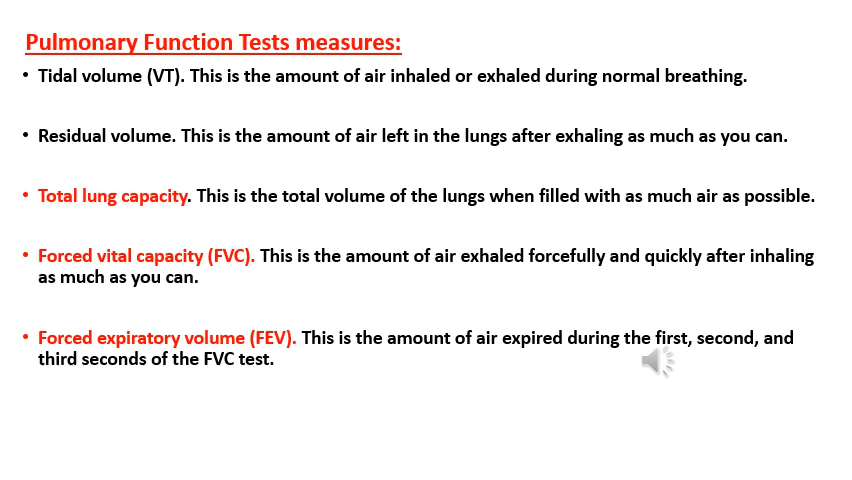 Pulmonary Function Tests measures:
• Tidal volume (VT). This is the amount of air inhaled or exhaled during normal breathing.
• Residual volume. This is the amount of air left in the lungs after exhaling as much as you can.
• Total lung capacity. This is the total volume of the lungs when filled with as much air as possible.
• Forced vital capacity (FVC). This is the amount of air exhaled forcefully and quickly after inhaling
as much as you can.
• Forced expiratory volume (FEV). This is the amount of air expired during the first, second, and
third seconds of the FVC test.